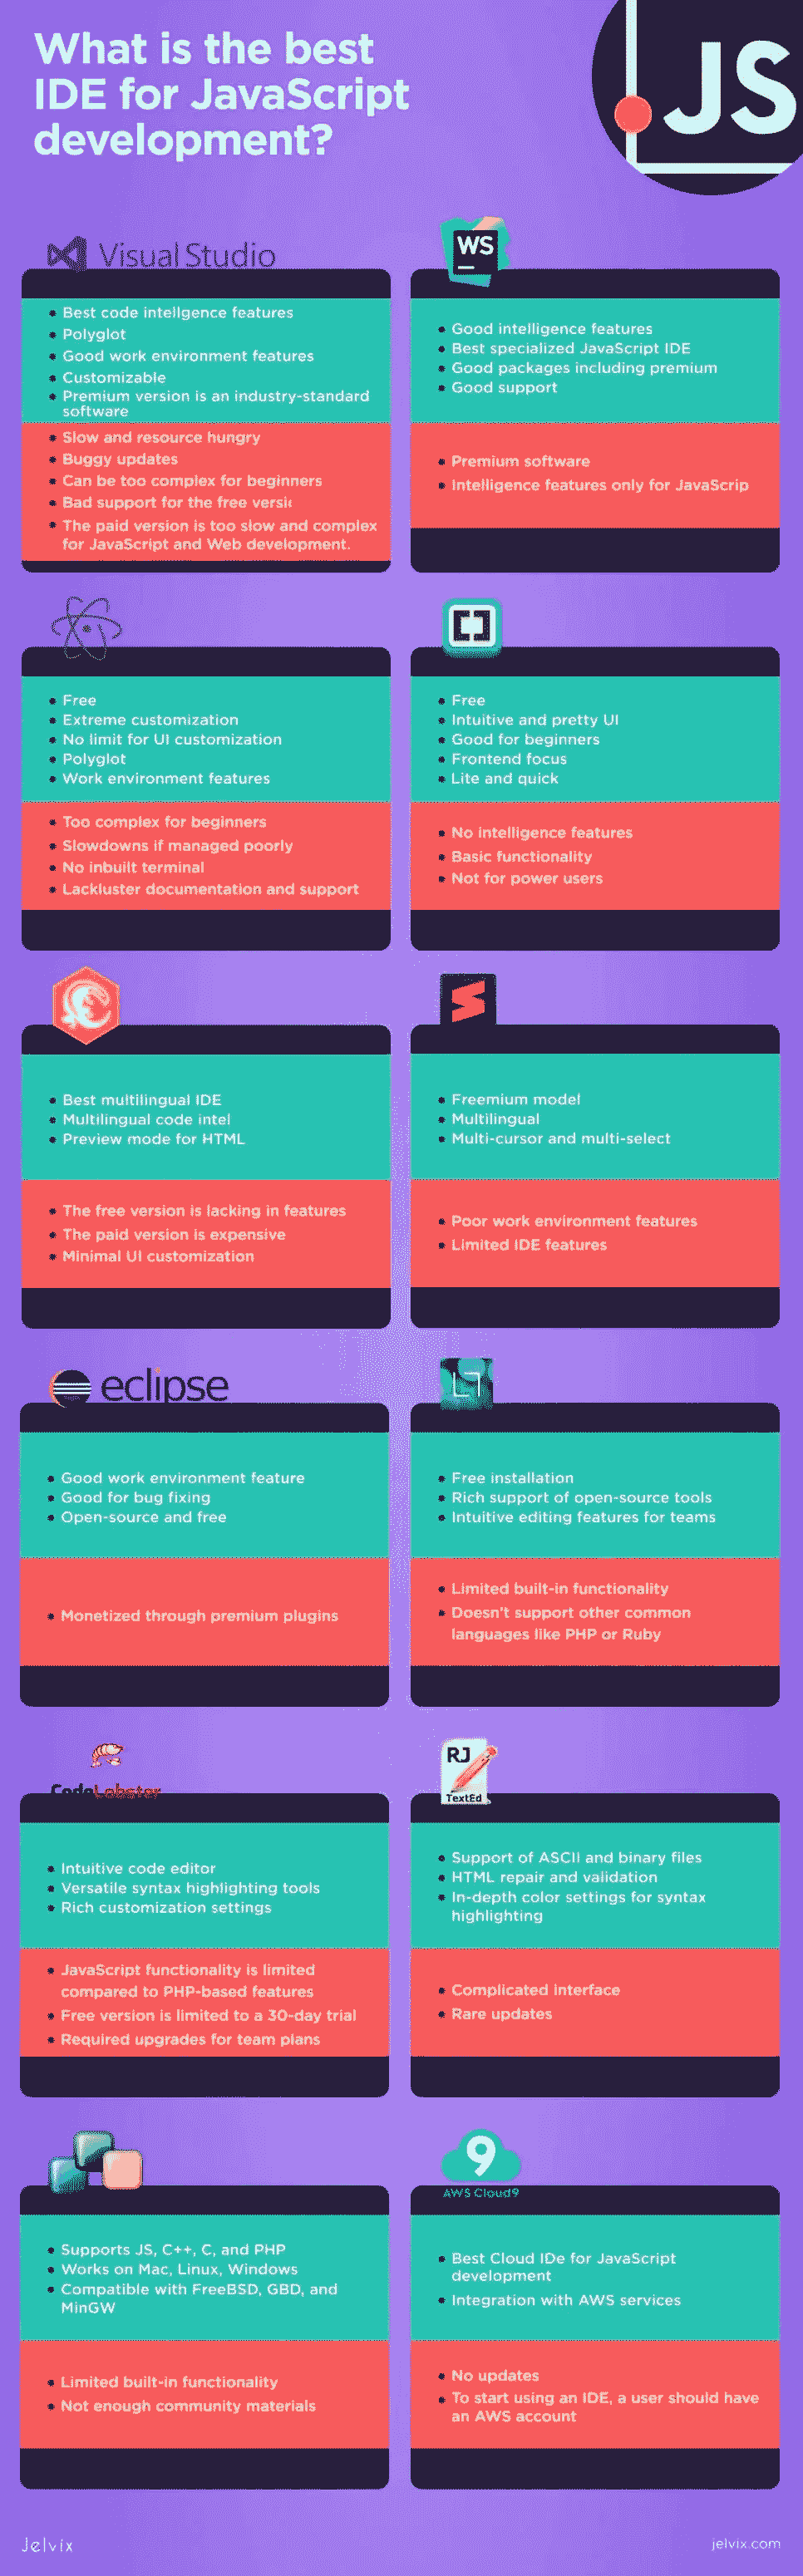 What is the best
IDE for JavaScript
development?
JS
Visual Studio
Best code intellgence features
Polyglot
Good work environment features
Customizable
Premium version is an industry-standard
software
Slow and resource hungry
Buggy updates
Can be too complex for beginners
Bad support for the free versic
The paid version is too slow and complex
for JavaScript and Web development.
WS
Good intelligence features
Best specialized JavaScript IDE
Good packages including premium
Good support
Premium software
Intelligence features only for JavaScrip
Free
Extreme customization
No limit for UI customization
Polyglot
Work environment features
Too complex for beginners
Slowdowns if managed poorly
No inbuilt terminal
Lackluster documentation and support
Free
Intuitive and pretty UI
Good for beginners
Frontend focus
Lite and quick
No intelligence features
Basic functionality
Not for power users
Best multilingual IDE
Multilingual code intel
Preview mode for HTML
The free version is lacking in features
The paid version is expensive
Minimal UI customization
Freemium model
Multilingual
Multi-cursor and multi-select
Poor work environment features
Limited IDE features
eclipse
Good work environment feature
Good for bug fixing
Open-source and free
Monetized through premium plugins
LT
Free installation
Rich support of open-source tools
Intuitive editing features for teams
Limited built-in functionality
Doesn't support other common
languages like PHP or Ruby
CodeLobster
Intuitive code editor
Versatile syntax highlighting tools
Rich customization settings
JavaScript functionality is limited
compared to PHP-based features
Free version is limited to a 30-day trial
Required upgrades for team plans
RJ
TextEd
Support of ASCII and binary files
HTML repair and validation
In-depth color settings for syntax
highlighting
Complicated interface
Rare updates
Supports JS, C++, C, and PHP
Works on Mac, Linux, Windows
Compatible with FreeBSD, GBD, and
MinGW
Limited built-in functionality
Not enough community materials
9
AWS Cloud9
Best Cloud IDe for JavaScript
development
Integration with AWS services
No updates
To start using an IDE, a user should have
an AWS account
Jelvix
jelvix.com